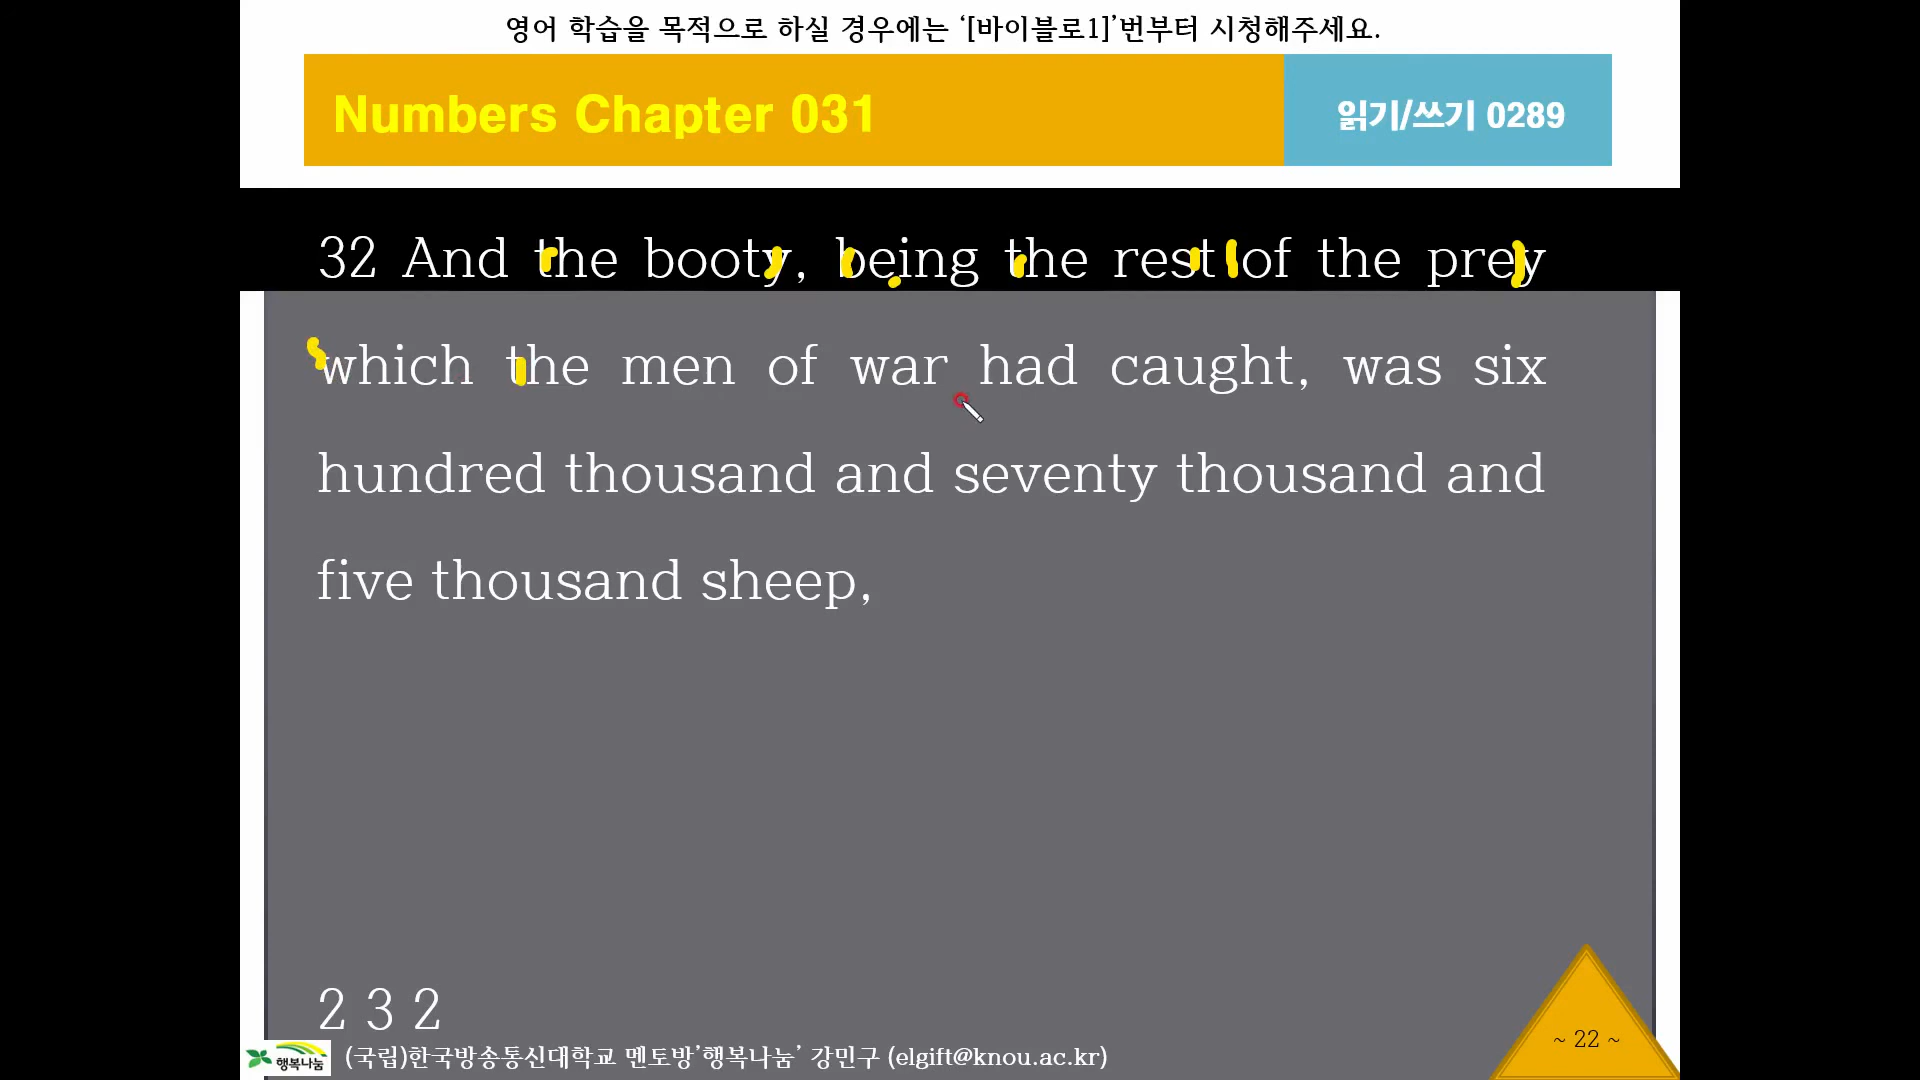 영어 학습을 목적으로 하실 경우에는 ‘[바이블로1]’번부터 시청해주세요.
Numbers Chapter 031
읽기/쓰기 0289
32 And the booty, being the rest of the prey
which the men of war had caught, was six
hundred thousand and seventy thousand and
five thousand sheep,
2 3 2
~ 22 ~
행복나눔
(국립)한국방송통신대학교 멘토방’행복나눔’ 강민구 (elgift@knou.ac.kr)